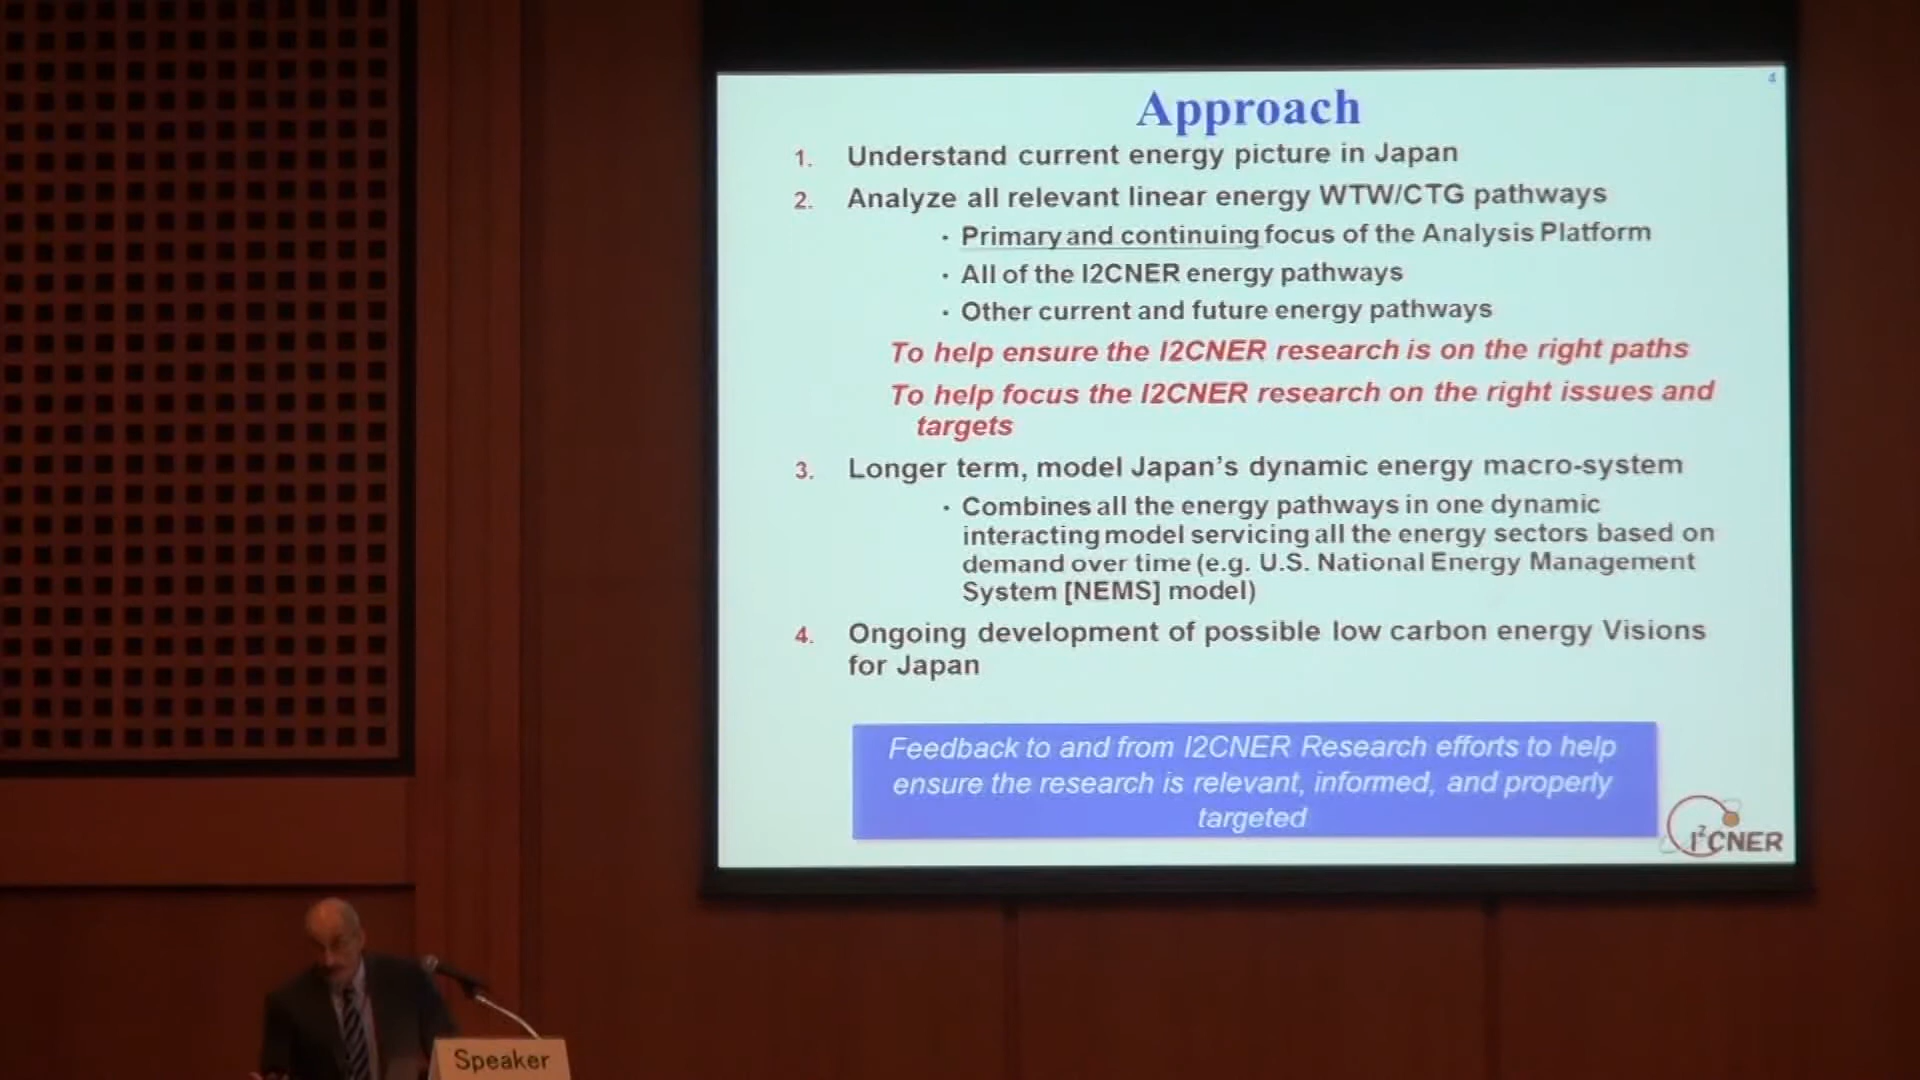 4
Approach
1. Understand current energy picture in Japan
2. Analyze all relevant linear energy WTW/CTG pathways
· Primary and continuing focus of the Analysis Platform
· All of the I2CNER energy pathways
· Other current and future energy pathways
To help ensure the I2CNER research is on the right paths
To help focus the I2CNER research on the right issues and
targets
3. Longer term, model Japan's dynamic energy macro-system
· Combines all the energy pathways in one dynamic
interacting model servicing all the energy sectors based on
demand over time (e.g. U.S. National Energy Management
System [NEMS] model)
4. Ongoing development of possible low carbon energy Visions
for Japan
Feedback to and from I2CNER Research efforts to help
ensure the research is relevant, informed, and properly
targeted
I²CNER
Speaker